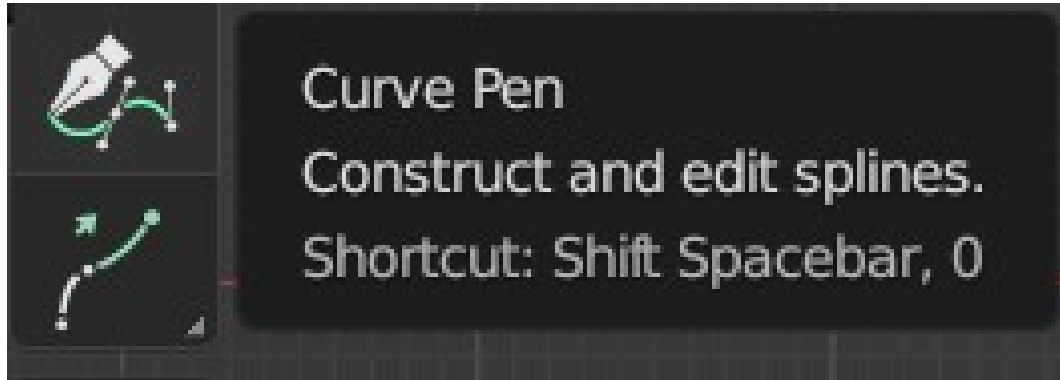 Curve Pen
Construct and edit splines.
Shortcut: Shift Spacebar, 0